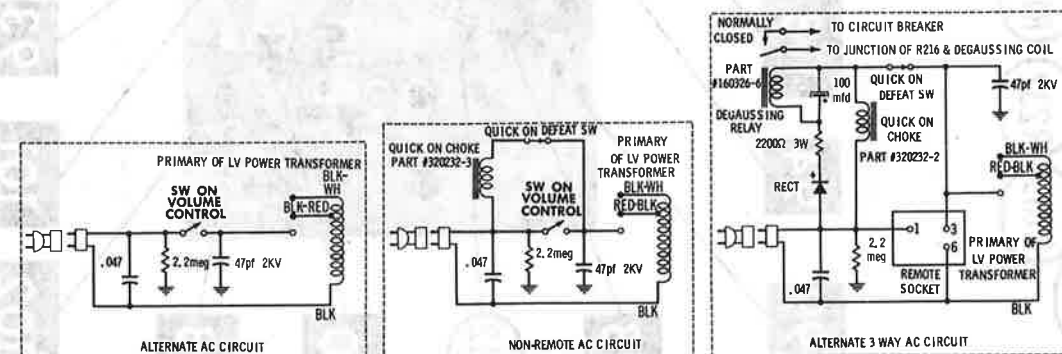 PRIMARY OF LV POWER TRANSFORMER
BLK-
WH
BLK-RED
SW ON
VOLUME
CONTROL
.047
2.2meg
47pf 2KV
BLK
ALTERNATE AC CIRCUIT
QUICK ON DEFEAT SW
QUICK ON CHOKE
PART #320232-3
PRIMARY
OF LV POWER
TRANSFORMER
BLK-WH
RED-BLK
SW ON
VOLUME
CONTROL
.047
2.2meg
47pf 2KV
BLK
NON-REMOTE AC CIRCUIT
NORMALLY
CLOSED
TO CIRCUIT BREAKER
TO JUNCTION OF R216 & DEGAUSSING COIL
PART
#160326-6
DEGAUSSING
RELAY
100
mfd
QUICK ON
DEFEAT SW
47pf 2KV
2200Ω 3W
QUICK ON
CHOKE
PART #320232-2
BLK-WH
RED-BLK
RECT
1
3
6
2.2
meg
REMOTE
SOCKET
PRIMARY OF
LV POWER
TRANSFORMER
.047
BLK
ALTERNATE 3 WAY AC CIRCUIT